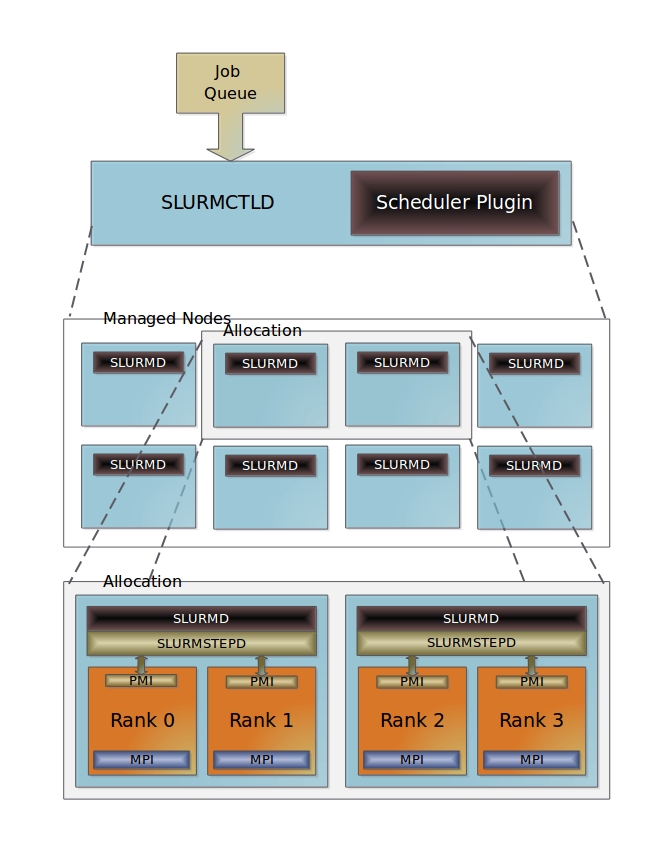 Job
Queue
SLURMCTLD
Scheduler Plugin
Managed Nodes
Allocation
SLURMD
SLURMD
SLURMD
SLURMD
SLURMD
SLURMD
SLURMD
SLURMD
Allocation
SLURMD
SLURMD
SLURMSTEPD
SLURMSTEPD
PMI
PMI
PMI
PMI
Rank 0
Rank 1
Rank 2
Rank 3
MPI
MPI
MPI
MPI